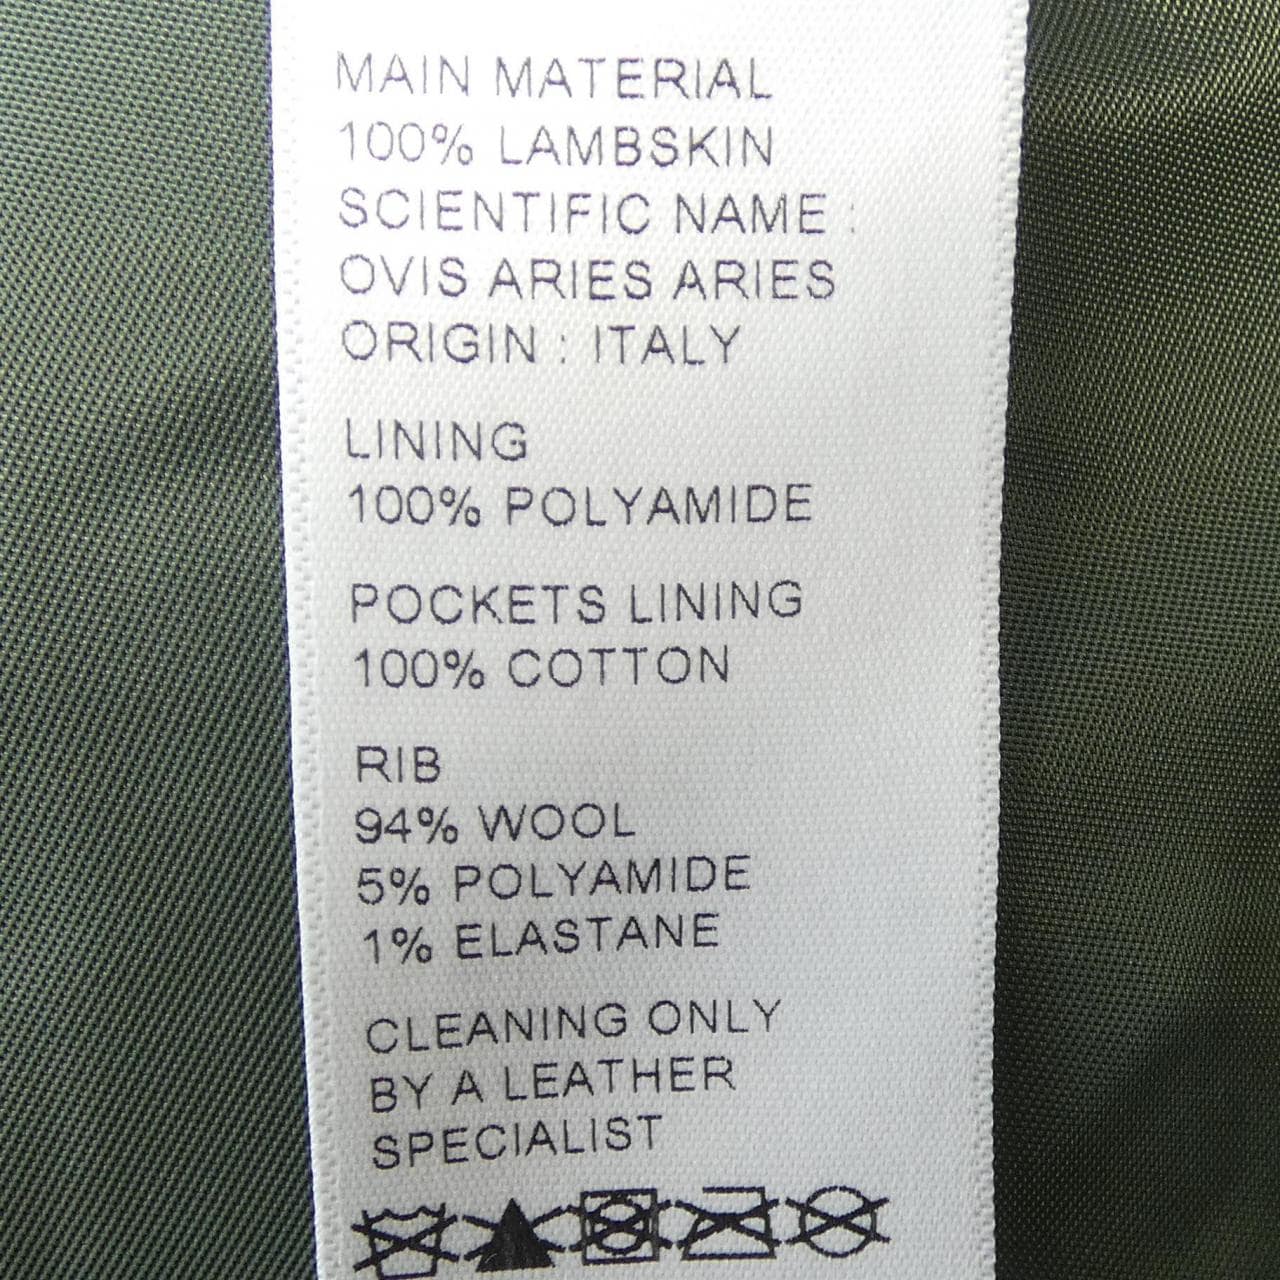 MAIN MATERIAL
100% LAMBSKIN
SCIENTIFIC NAME :
OVIS ARIES ARIES
ORIGIN : ITALY
LINING
100% POLYAMIDE
POCKETS LINING
100% COTTON
RIB
94% WOOL
5% POLYAMIDE
1% ELASTANE
CLEANING ONLY
BY A LEATHER
SPECIALIST